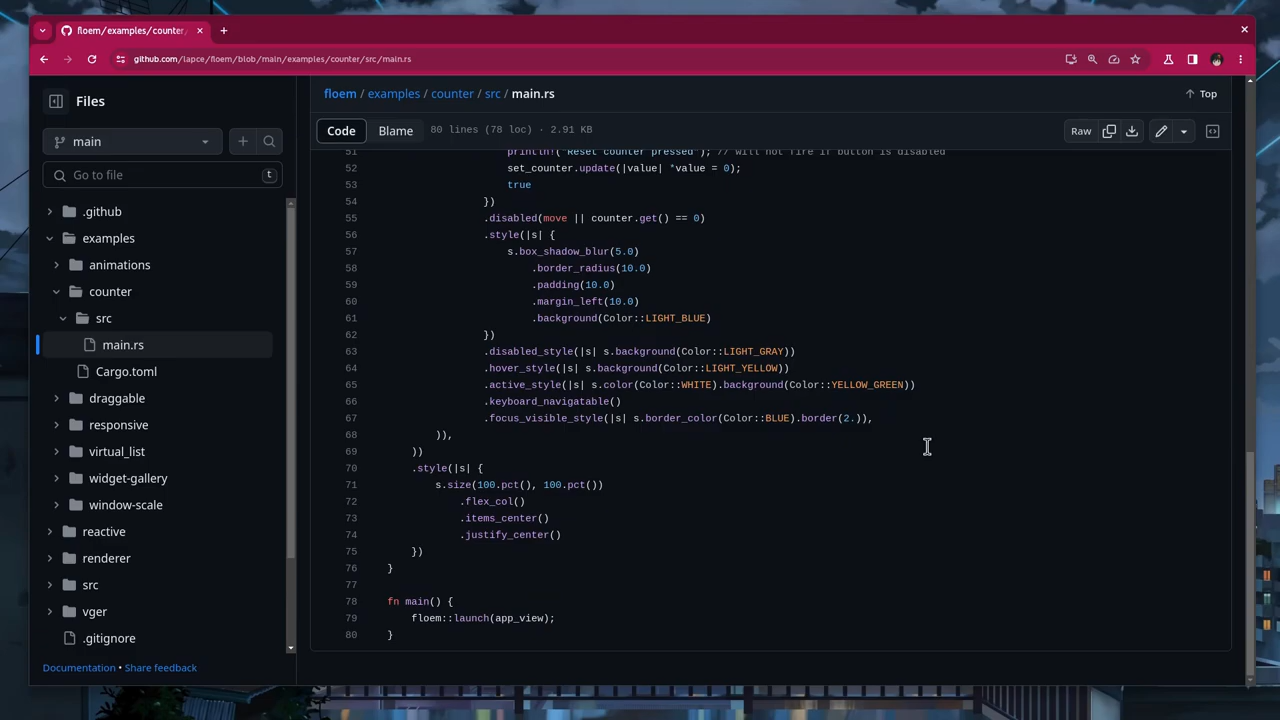 floem/examples/counter/
github.com/lapce/floem/blob/main/examples/counter/src/main.rs
Files
main
Go to file
t
.github
examples
animations
counter
src
main.rs
Cargo.toml
draggable
responsive
virtual_list
widget-gallery
window-scale
reactive
renderer
src
vger
.gitignore
Documentation • Share feedback
floem / examples / counter / src / main.rs
Top
Code
Blame
80 lines (78 loc) · 2.91 KB
Raw
51 println!("Reset counter pressed"); // will not fire if button is disabled
52 set_counter.update(|value| *value = 0);
53 true
54 })
55 .disabled(move || counter.get() == 0)
56 .style(|s| {
57 s.box_shadow_blur(5.0)
58 .border_radius(10.0)
59 .padding(10.0)
60 .margin_left(10.0)
61 .background(Color::LIGHT_BLUE)
62 })
63 .disabled_style(|s| s.background(Color::LIGHT_GRAY))
64 .hover_style(|s| s.background(Color::LIGHT_YELLOW))
65 .active_style(|s| s.color(Color::WHITE).background(Color::YELLOW_GREEN))
66 .keyboard_navigatable()
67 .focus_visible_style(|s| s.border_color(Color::BLUE).border(2.)),
68 )),
69 ))
70 .style(|s| {
71 s.size(100.pct(), 100.pct())
72 .flex_col()
73 .items_center()
74 .justify_center()
75 })
76 }
77
78 fn main() {
79 floem::launch(app_view);
80 }